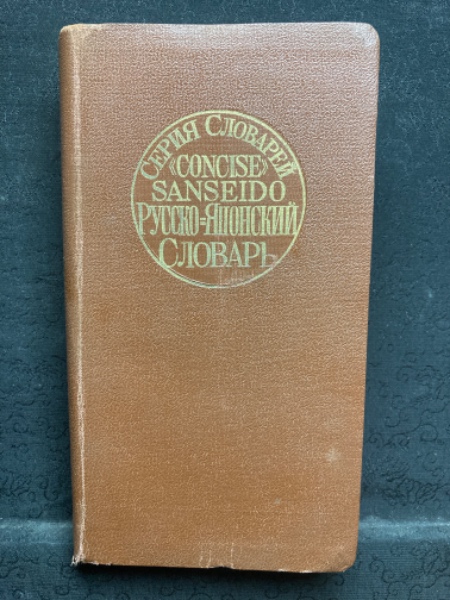 Серия Словарей
«CONCISE»
SANSEIDO
Русско=Японский
Словарь